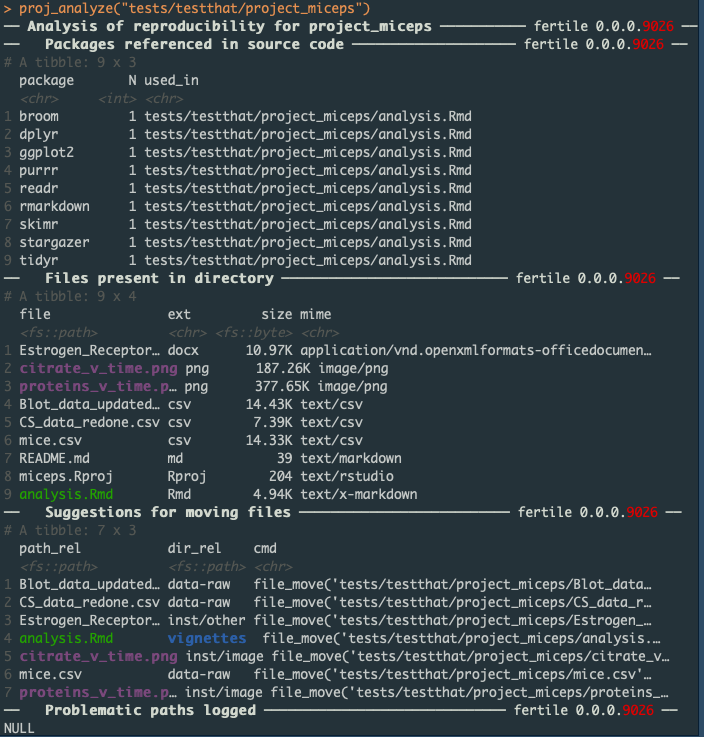 > proj_analyze("tests/testthat/project_miceps")
── Analysis of reproducibility for project_miceps ─────────── fertile 0.0.0.9026 ──
── Packages referenced in source code ─────────── fertile 0.0.0.9026 ──
# A tibble: 9 x 3
package N used_in
<chr> <int> <chr>
1 broom 1 tests/testthat/project_miceps/analysis.Rmd
2 dplyr 1 tests/testthat/project_miceps/analysis.Rmd
3 ggplot2 1 tests/testthat/project_miceps/analysis.Rmd
4 purrr 1 tests/testthat/project_miceps/analysis.Rmd
5 readr 1 tests/testthat/project_miceps/analysis.Rmd
6 rmarkdown 1 tests/testthat/project_miceps/analysis.Rmd
7 skimr 1 tests/testthat/project_miceps/analysis.Rmd
8 stargazer 1 tests/testthat/project_miceps/analysis.Rmd
9 tidyr 1 tests/testthat/project_miceps/analysis.Rmd
── Files present in directory ─────────── fertile 0.0.0.9026 ──
# A tibble: 9 x 4
file ext size mime
<fs::path> <chr> <fs::byte> <chr>
1 Estrogen_Receptor… docx 10.97K application/vnd.openxmlformats-officedocumen…
2 citrate_v_time.png png 187.26K image/png
3 proteins_v_time.p… png 377.65K image/png
4 Blot_data_updated… csv 14.43K text/csv
5 CS_data_redone.csv csv 7.39K text/csv
6 mice.csv csv 14.33K text/csv
7 README.md md 39 text/markdown
8 miceps.Rproj Rproj 204 text/rstudio
9 analysis.Rmd Rmd 4.94K text/x-markdown
── Suggestions for moving files ─────────── fertile 0.0.0.9026 ──
# A tibble: 7 x 3
path_rel dir_rel cmd
<fs::path> <fs::path> <chr>
1 Blot_data_updated… data-raw file_move('tests/testthat/project_miceps/Blot_data…
2 CS_data_redone.csv data-raw file_move('tests/testthat/project_miceps/CS_data_r…
3 Estrogen_Receptor… inst/other file_move('tests/testthat/project_miceps/Estrogen_…
4 analysis.Rmd vignettes file_move('tests/testthat/project_miceps/analysis.…
5 citrate_v_time.png inst/image file_move('tests/testthat/project_miceps/citrate_v…
6 mice.csv data-raw file_move('tests/testthat/project_miceps/mice.csv'…
7 proteins_v_time.p… inst/image file_move('tests/testthat/project_miceps/proteins_…
── Problematic paths logged ─────────── fertile 0.0.0.9026 ──
NULL